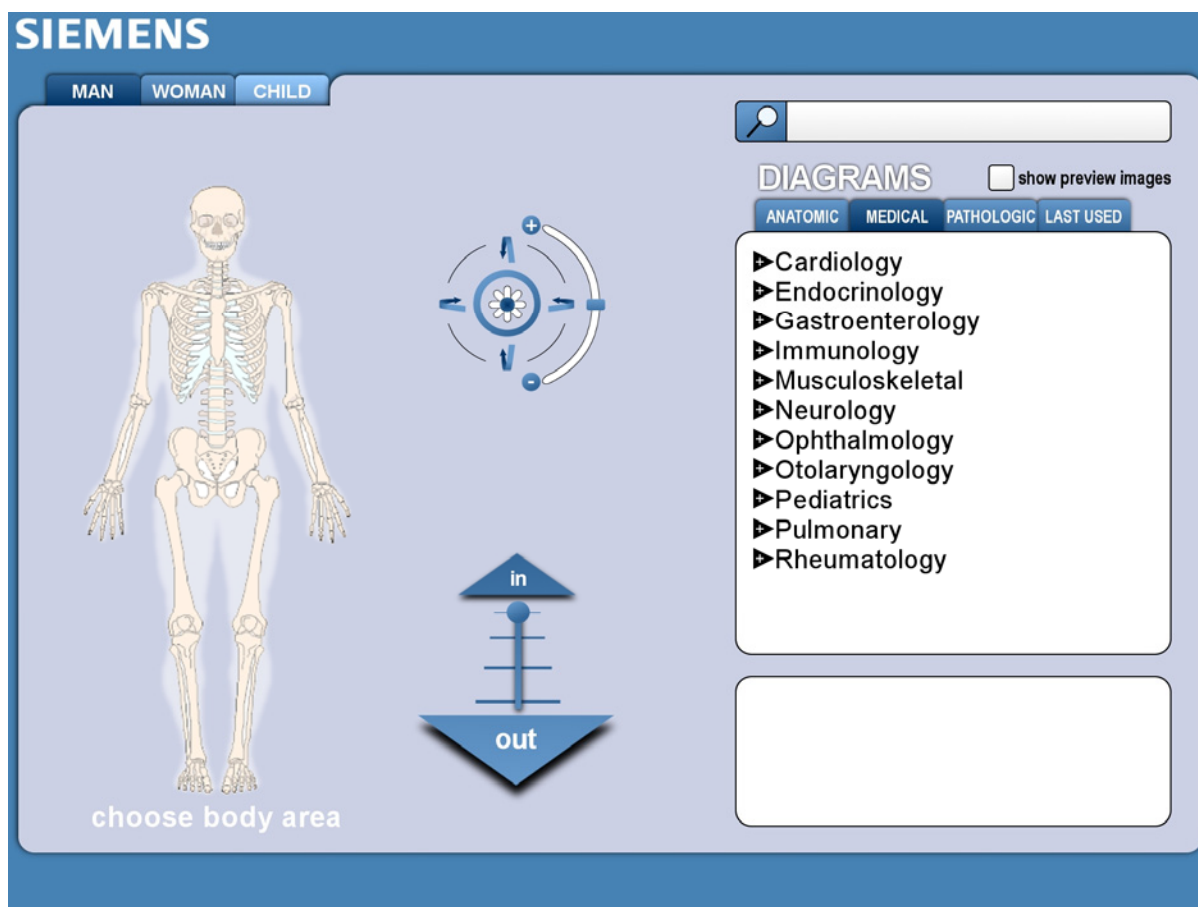 SIEMENS
MAN WOMAN CHILD
DIAGRAMS
show preview images
ANATOMIC MEDICAL PATHOLOGIC LAST USED
Cardiology
Endocrinology
Gastroenterology
Immunology
Musculoskeletal
Neurology
Ophthalmology
Otolaryngology
Pediatrics
Pulmonary
Rheumatology
in
out
choose body area